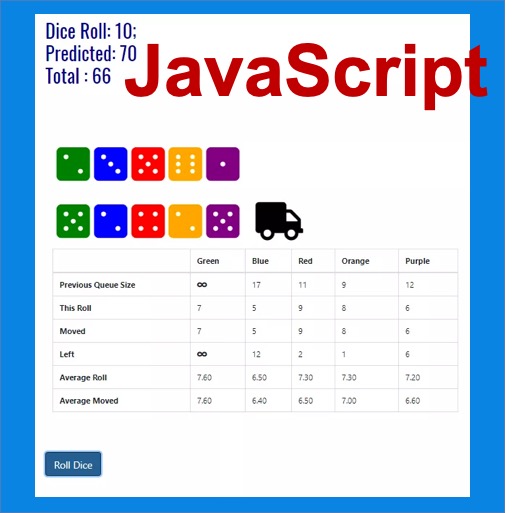 Dice Roll: 10;
Predicted: 70
Total : 66
JavaScript
Green Blue Red Orange Purple
Previous Queue Size ∞ 17 11 9 12
This Roll 7 5 9 8 6
Moved 7 5 9 8 6
Left ∞ 12 2 1 6
Average Roll 7.60 6.50 7.30 7.30 7.20
Average Moved 7.60 6.40 6.50 7.00 6.60
Roll Dice